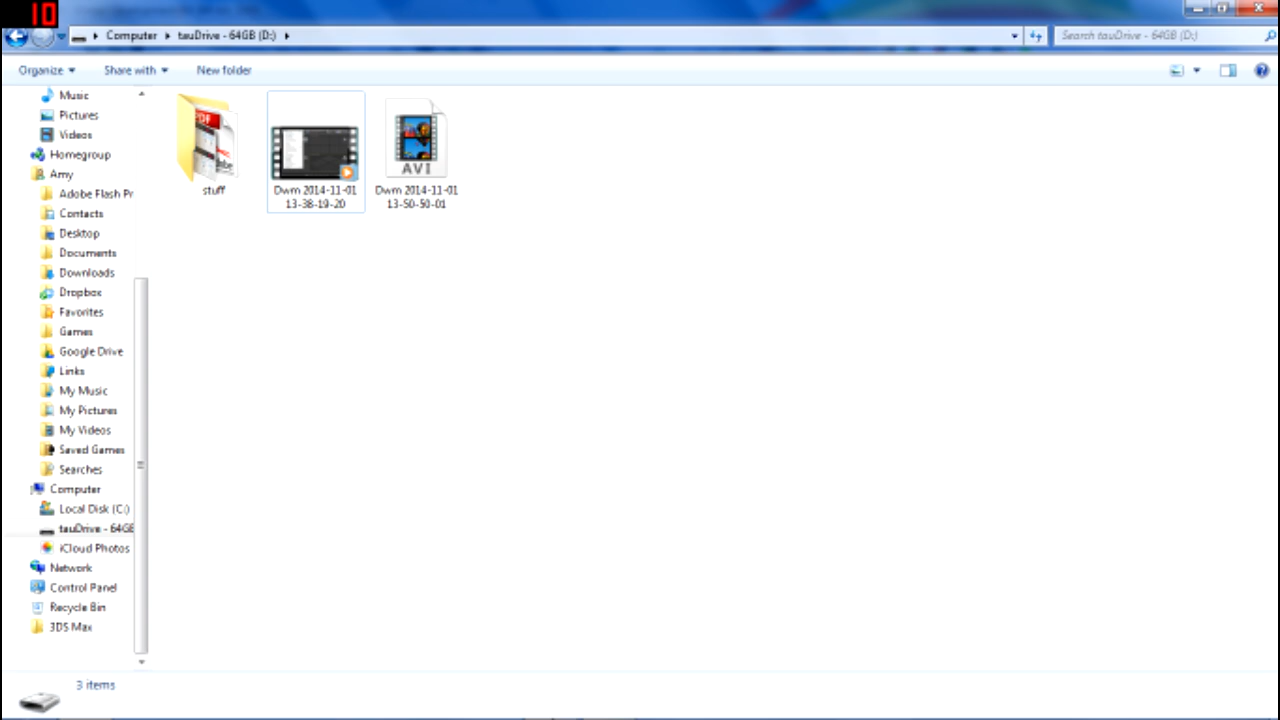 10
Computer
tauDrive - 64GB (D:)
Search tauDrive - 64GB (D:)
Organize
Share with
New folder
Music
Pictures
Videos
Homegroup
Amy
Adobe Flash Pr
Contacts
Desktop
Documents
Downloads
Dropbox
Favorites
Games
Google Drive
Links
My Music
My Pictures
My Videos
Saved Games
Searches
Computer
Local Disk (C:)
tauDrive - 64GB
iCloud Photos
Network
Control Panel
Recycle Bin
3DS Max
PDF
stuff
Dwm 2014-11-01
13-38-19-20
AVI
Dwm 2014-11-01
13-50-50-01
3 items